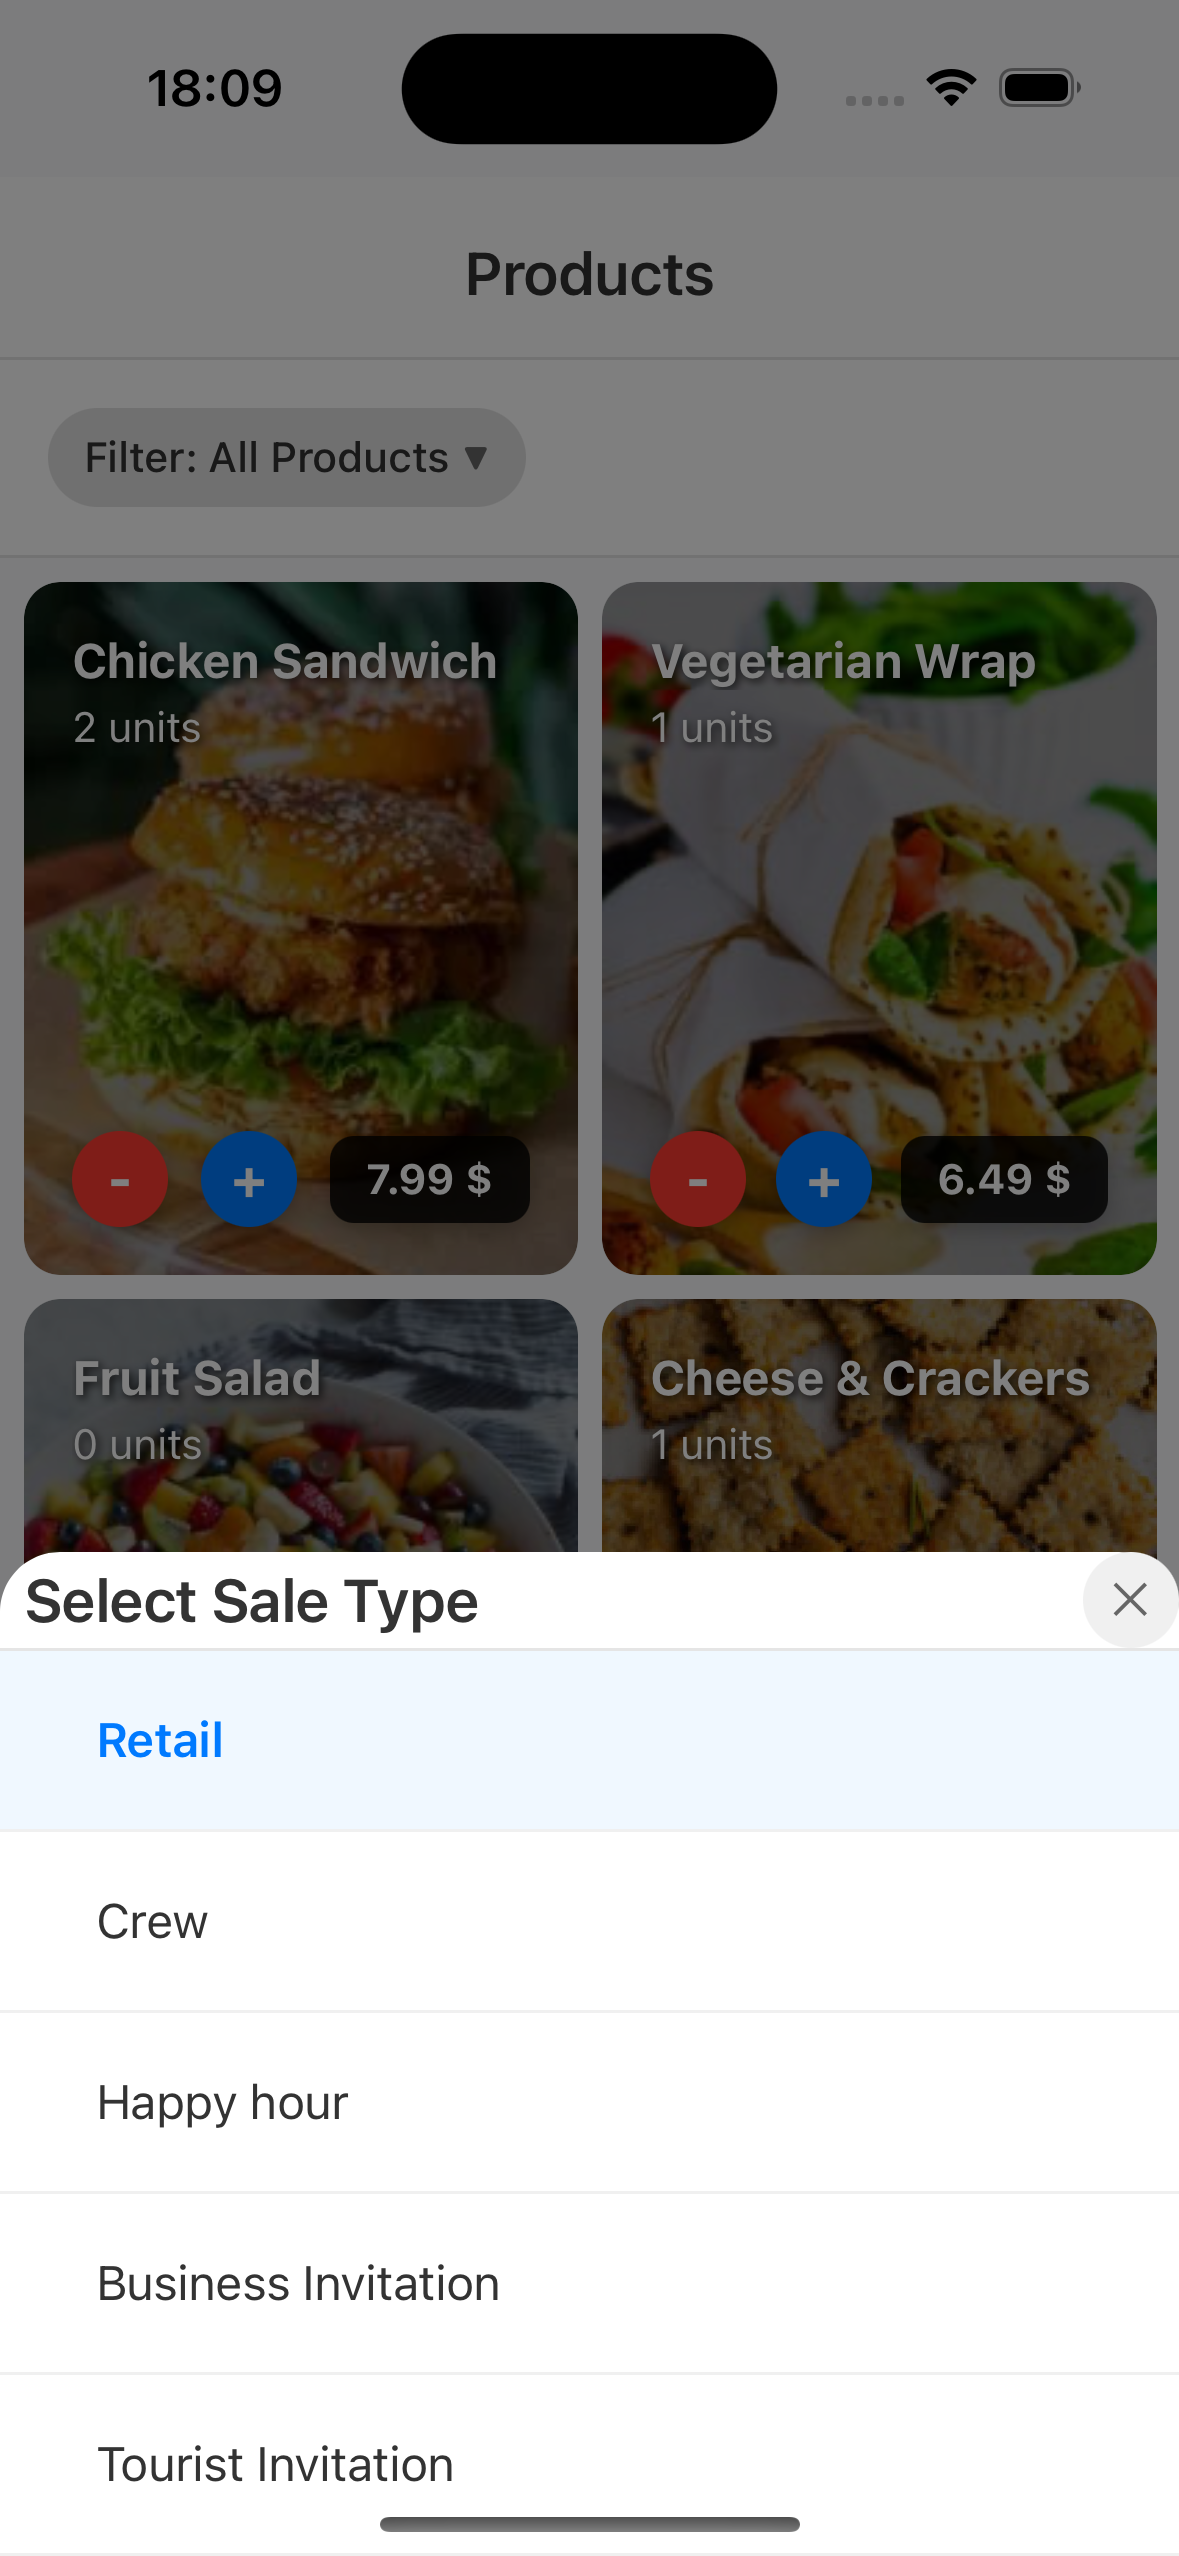 18:09
Products
Filter: All Products ▼
Chicken Sandwich
2 units
Vegetarian Wrap
1 units
- + 7.99 $
- + 6.49 $
Fruit Salad
0 units
Cheese & Crackers
1 units
Select Sale Type
Retail
Crew
Happy hour
Business Invitation
Tourist Invitation